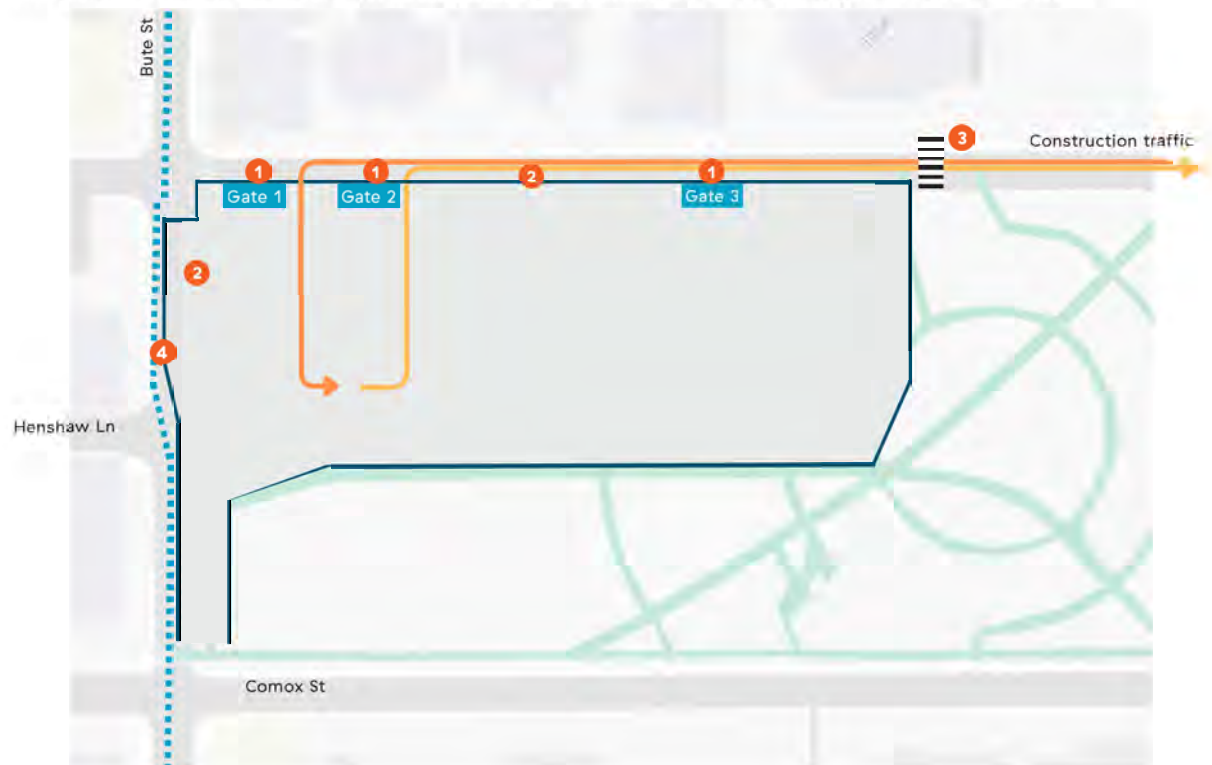 Bute St
3
Construction traffic
1
1
2
1
Gate 1
Gate 2
Gate 3
2
4
Henshaw Ln
Comox St